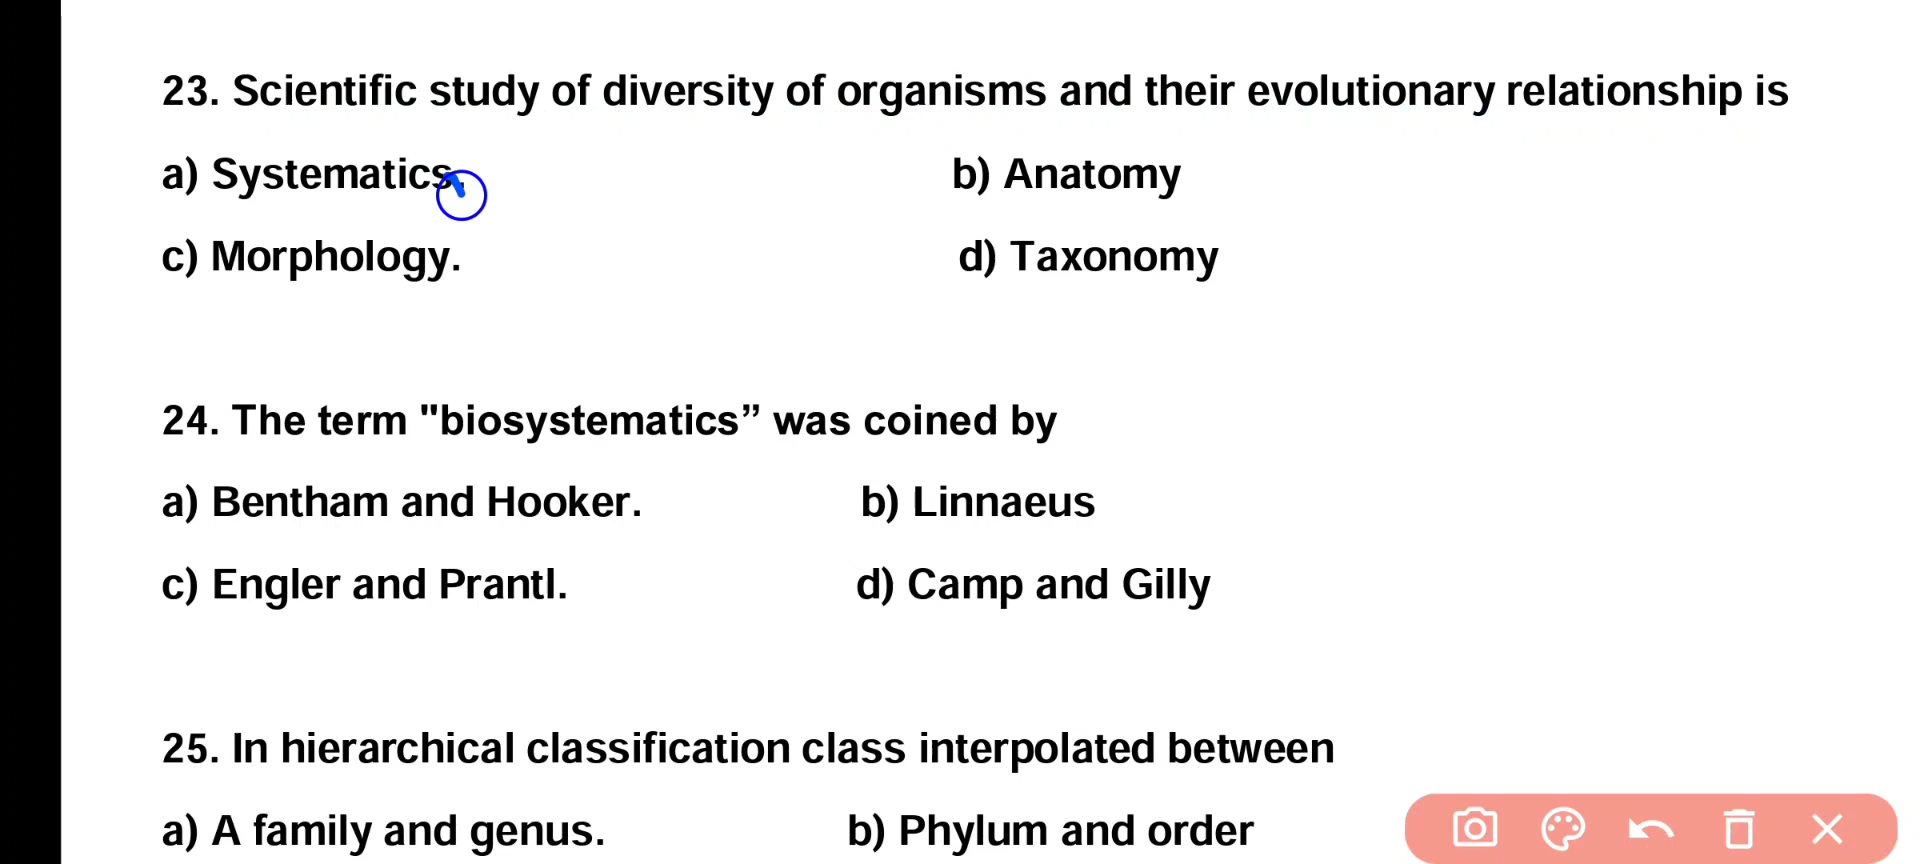 23. Scientific study of diversity of organisms and their evolutionary relationship is
a) Systematics. b) Anatomy
c) Morphology. d) Taxonomy
24. The term "biosystematics” was coined by
a) Bentham and Hooker. b) Linnaeus
c) Engler and Prantl. d) Camp and Gilly
25. In hierarchical classification class interpolated between
a) A family and genus. b) Phylum and order